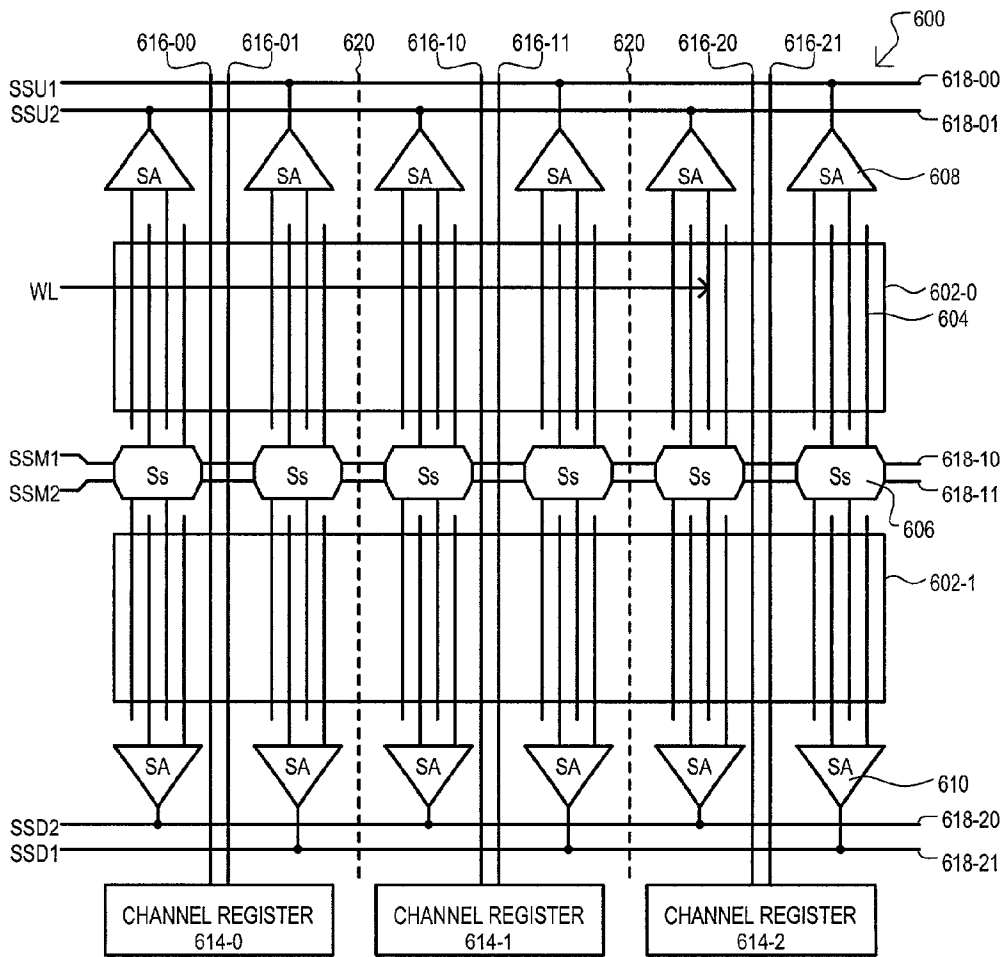 600
616-00 616-01 620 616-10 616-11 620 616-20 616-21
SSU1 618-00
SSU2 618-01
SA SA SA SA SA SA 608
WL 602-0
604
SSM1 618-10
Ss Ss Ss Ss Ss Ss
SSM2 618-11
606
602-1
SA SA SA SA SA SA 610
SSD2 618-20
SSD1 618-21
CHANNEL REGISTER CHANNEL REGISTER CHANNEL REGISTER
614-0 614-1 614-2